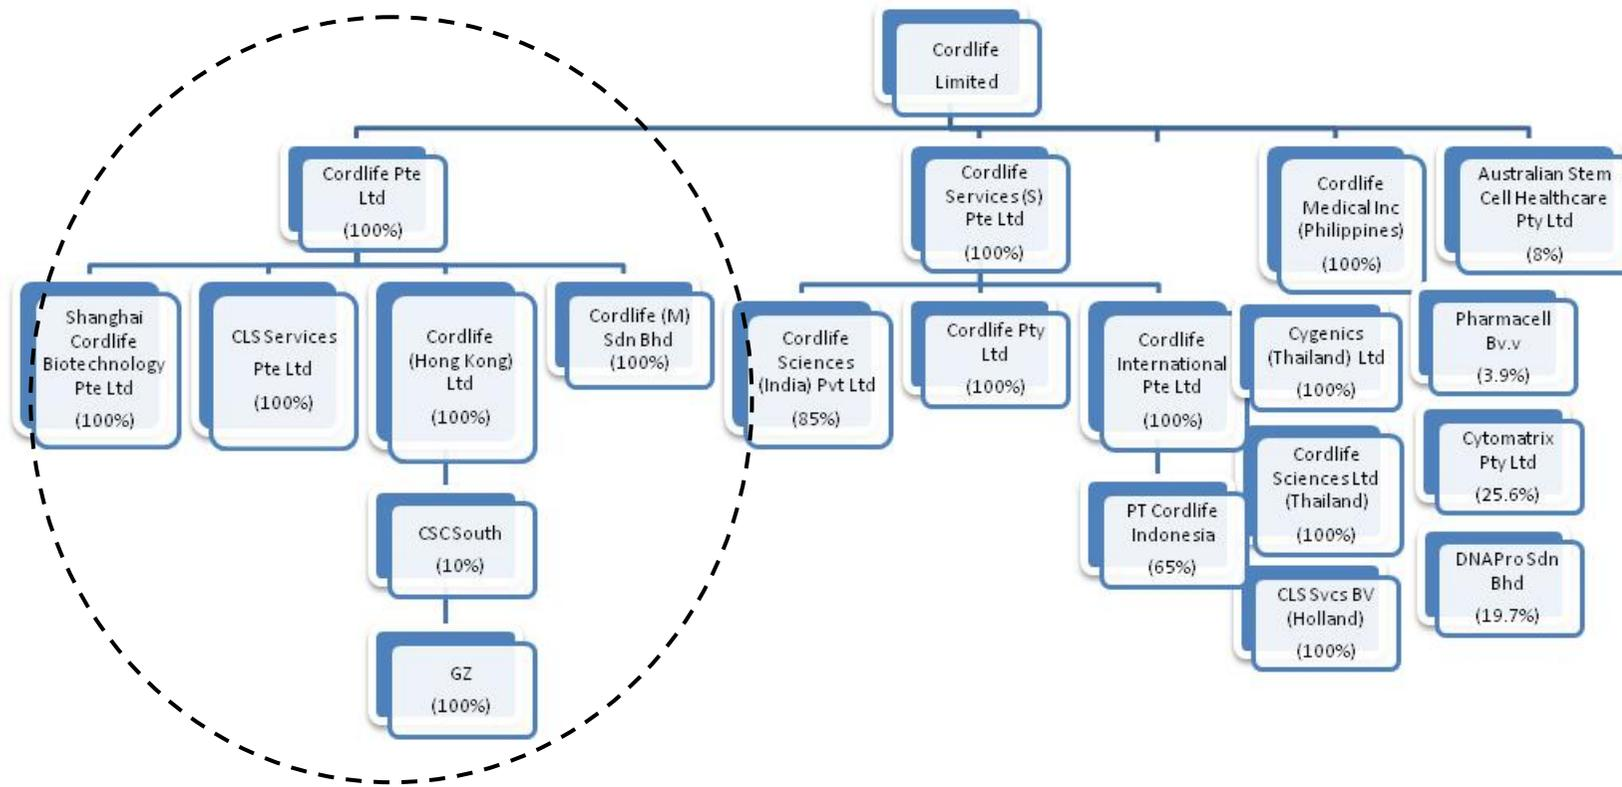 Cordlife
Limited
Cordlife Pte
Ltd
(100%)
Cordlife
Services (S)
Pte Ltd
(100%)
Cordlife
Medical Inc
(Philippines)
(100%)
Australian Stem
Cell Healthcare
Pty Ltd
(8%)
Shanghai
Cordlife
Biotechnology
Pte Ltd
(100%)
CLS Services
Pte Ltd
(100%)
Cordlife
(Hong Kong)
Ltd
(100%)
Cordlife (M)
Sdn Bhd
(100%)
Cordlife
Sciences
(India) Pvt Ltd
(85%)
Cordlife Pty
Ltd
(100%)
Cordlife
International
Pte Ltd
(100%)
Cygenics
(Thailand) Ltd
(100%)
Pharmacell
Bv.v
(3.9%)
Cordlife
Sciences Ltd
(Thailand)
(100%)
Cytomatrix
Pty Ltd
(25.6%)
CSC South
(10%)
PT Cordlife
Indonesia
(65%)
CLS Svcs BV
(Holland)
(100%)
DNAPro Sdn
Bhd
(19.7%)
GZ
(100%)